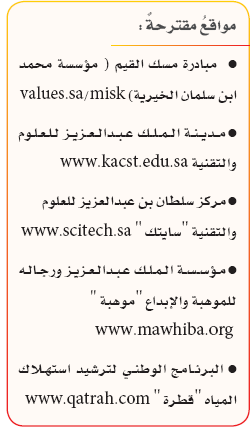 مواقعُ مقترحةٌ :
● مبادرة مسك القيم ( مؤسسة محمد
ابن سلمان الخيرية) values.sa/misk
● مدينة الملك عبدالعزيز للعلوم
والتقنية www.kacst.edu.sa
● مركز سلطان بن عبدالعزيز للعلوم
والتقنية "سايتك" www.scitech.sa
● مؤسسة الملك عبدالعزيز ورجاله
للموهبة والإبداع "موهبة"
www.mawhiba.org
● البرنامج الوطني لترشيد استهلاك
المياه "قطرة" www.qatrah.com